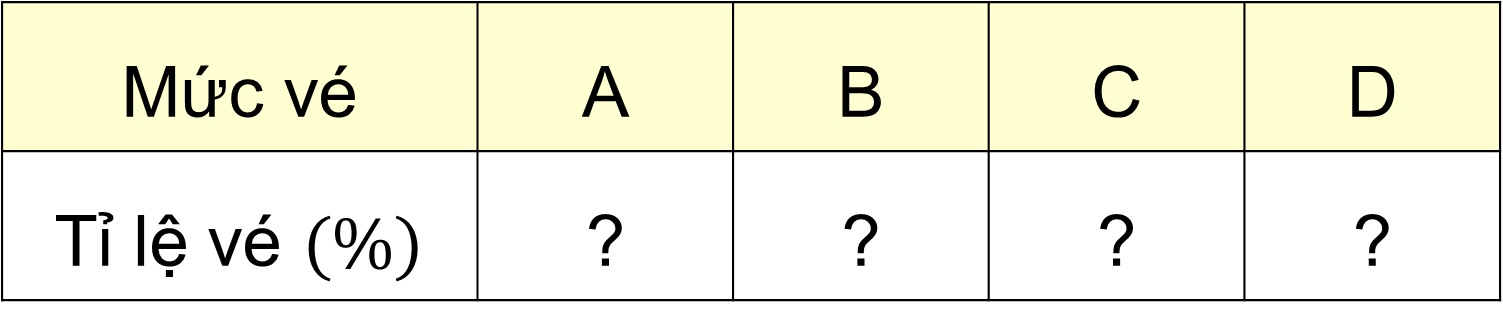 Mức vé A B C D
Tỉ lệ vé (%) ? ? ? ?